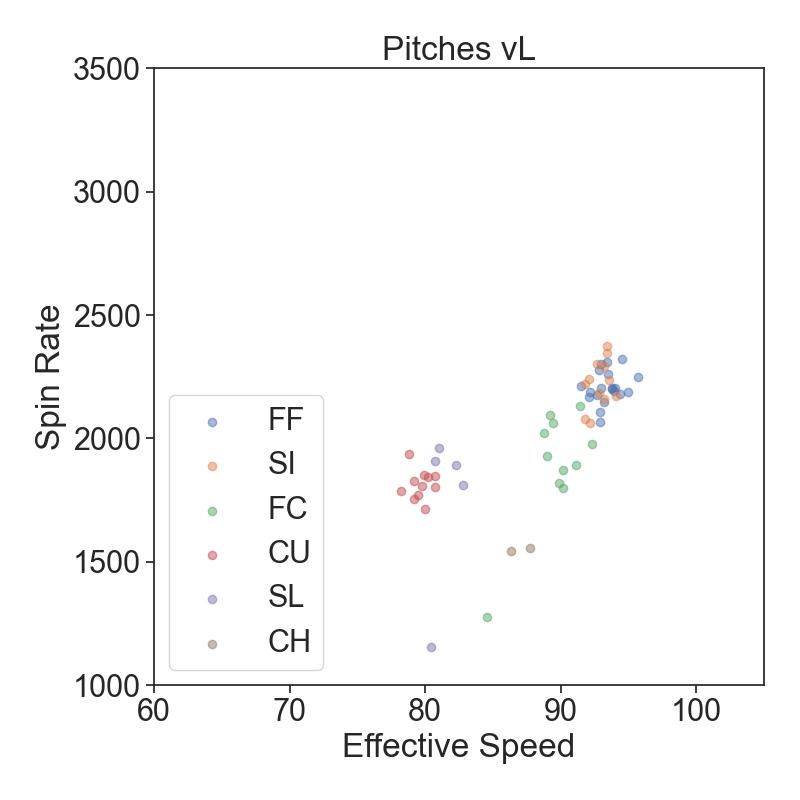 Pitches vL
3500
3000
2500
2000
1500
1000
Spin Rate
FF
SI
FC
CU
SL
CH
60 70 80 90 100
Effective Speed